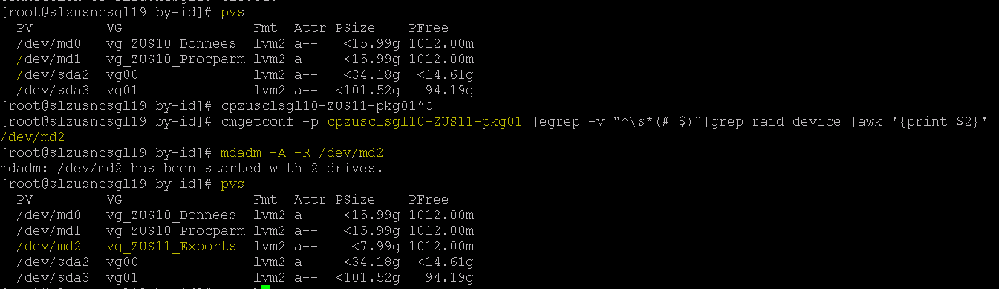 [root@slzusncsgl19 by-id]# pvs
PV VG Fmt Attr PSize PFree
/dev/md0 vg_ZUS10_Donnees lvm2 a-- <15.99g 1012.00m
/dev/md1 vg_ZUS10_Procparm lvm2 a-- <15.99g 1012.00m
/dev/sda2 vg00 lvm2 a-- <34.18g <14.61g
/dev/sda3 vg01 lvm2 a-- <101.52g 94.19g
[root@slzusncsgl19 by-id]# cpzusclsgl10-ZUS11-pkg01^C
[root@slzusncsgl19 by-id]# cmgetconf -p cpzusclsgl10-ZUS11-pkg01 |egrep -v "^\s*(#|$)"|grep raid_device |awk '{print $2}'
/dev/md2
[root@slzusncsgl19 by-id]# mdadm -A -R /dev/md2
mdadm: /dev/md2 has been started with 2 drives.
[root@slzusncsgl19 by-id]# pvs
PV VG Fmt Attr PSize PFree
/dev/md0 vg_ZUS10_Donnees lvm2 a-- <15.99g 1012.00m
/dev/md1 vg_ZUS10_Procparm lvm2 a-- <15.99g 1012.00m
/dev/md2 vg_ZUS11_Exports lvm2 a-- <7.99g 1012.00m
/dev/sda2 vg00 lvm2 a-- <34.18g <14.61g
/dev/sda3 vg01 lvm2 a-- <101.52g 94.19g